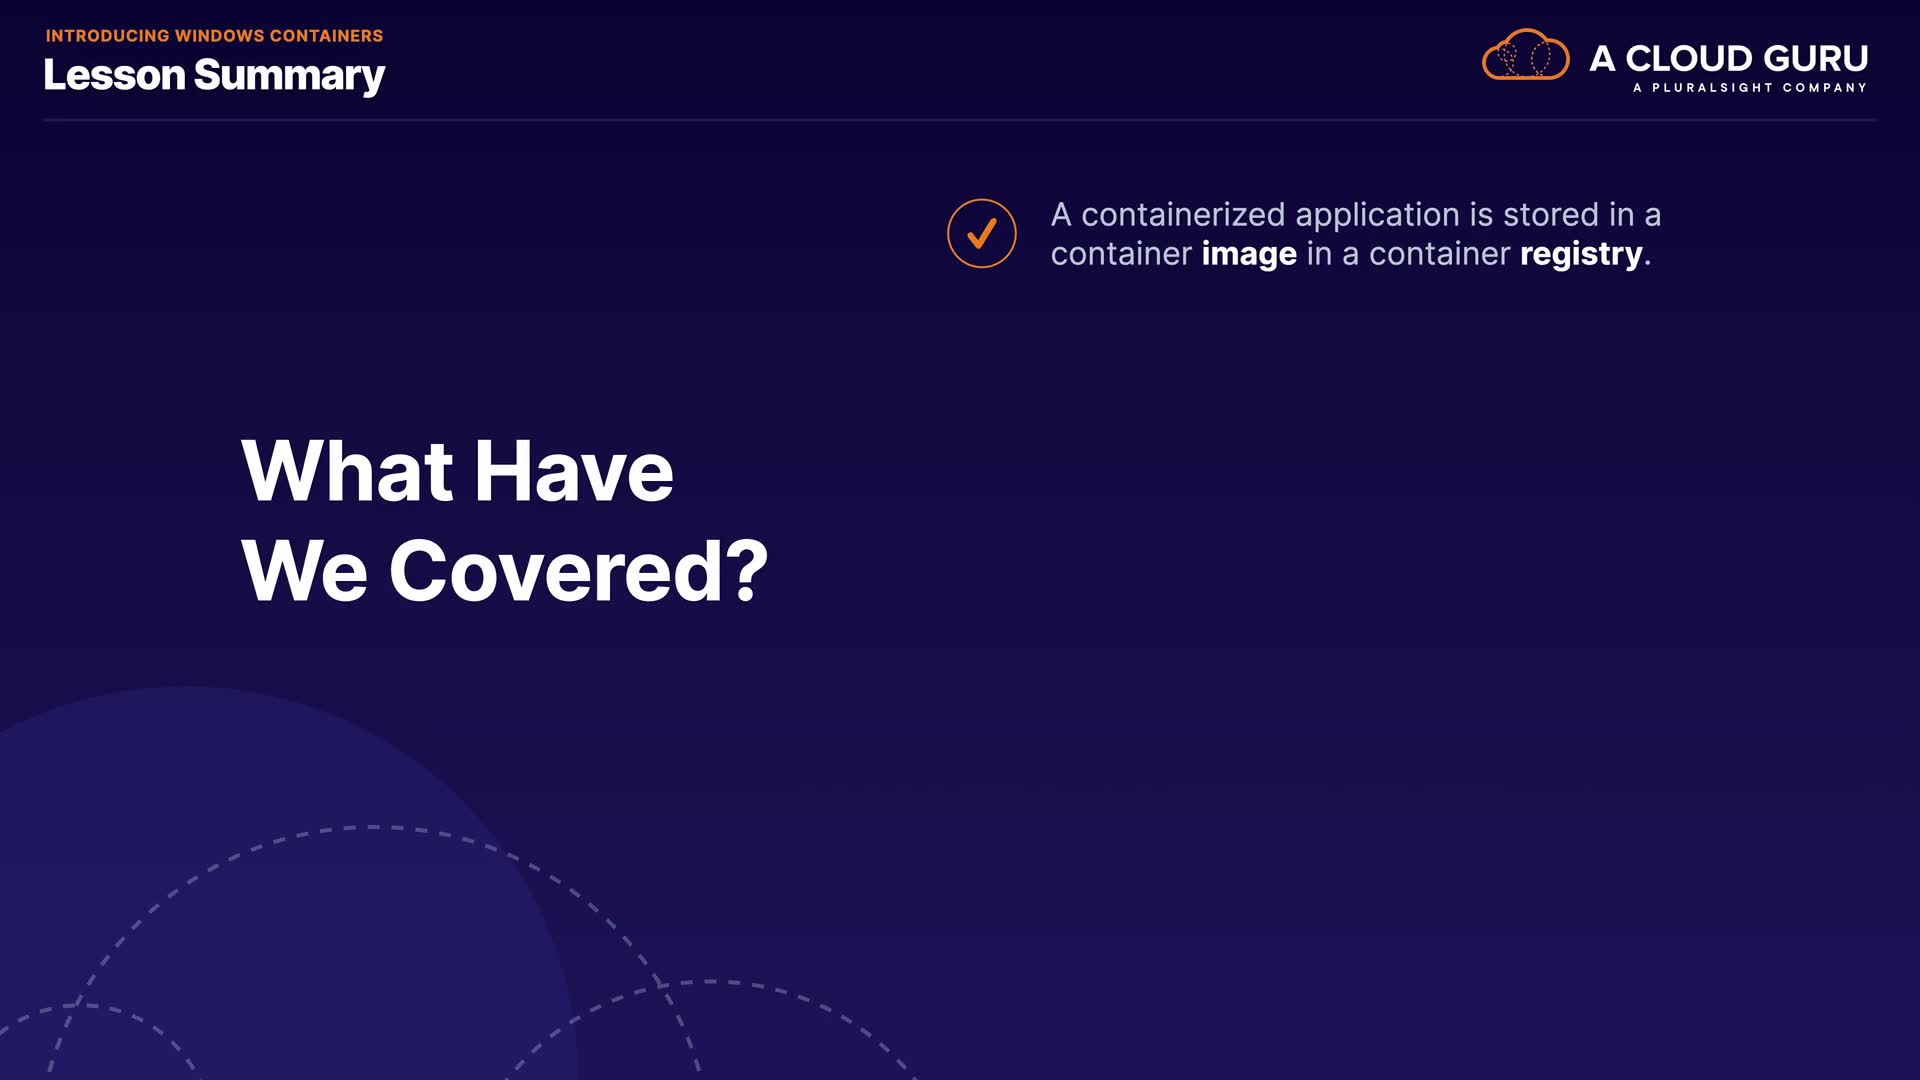 INTRODUCING WINDOWS CONTAINERS
Lesson Summary
A CLOUD GURU
A PLURALSIGHT COMPANY
A containerized application is stored in a
container image in a container registry.
What Have
We Covered?